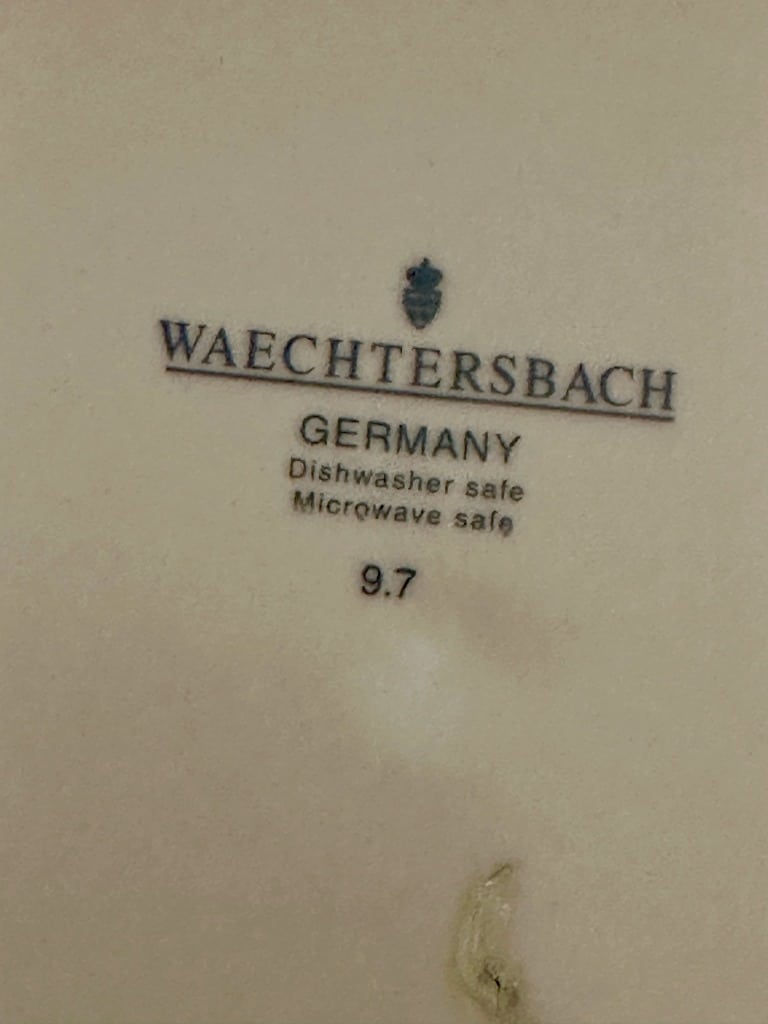 WAECHTERSBACH
GERMANY
Dishwasher safe
Microwave safe
9.7